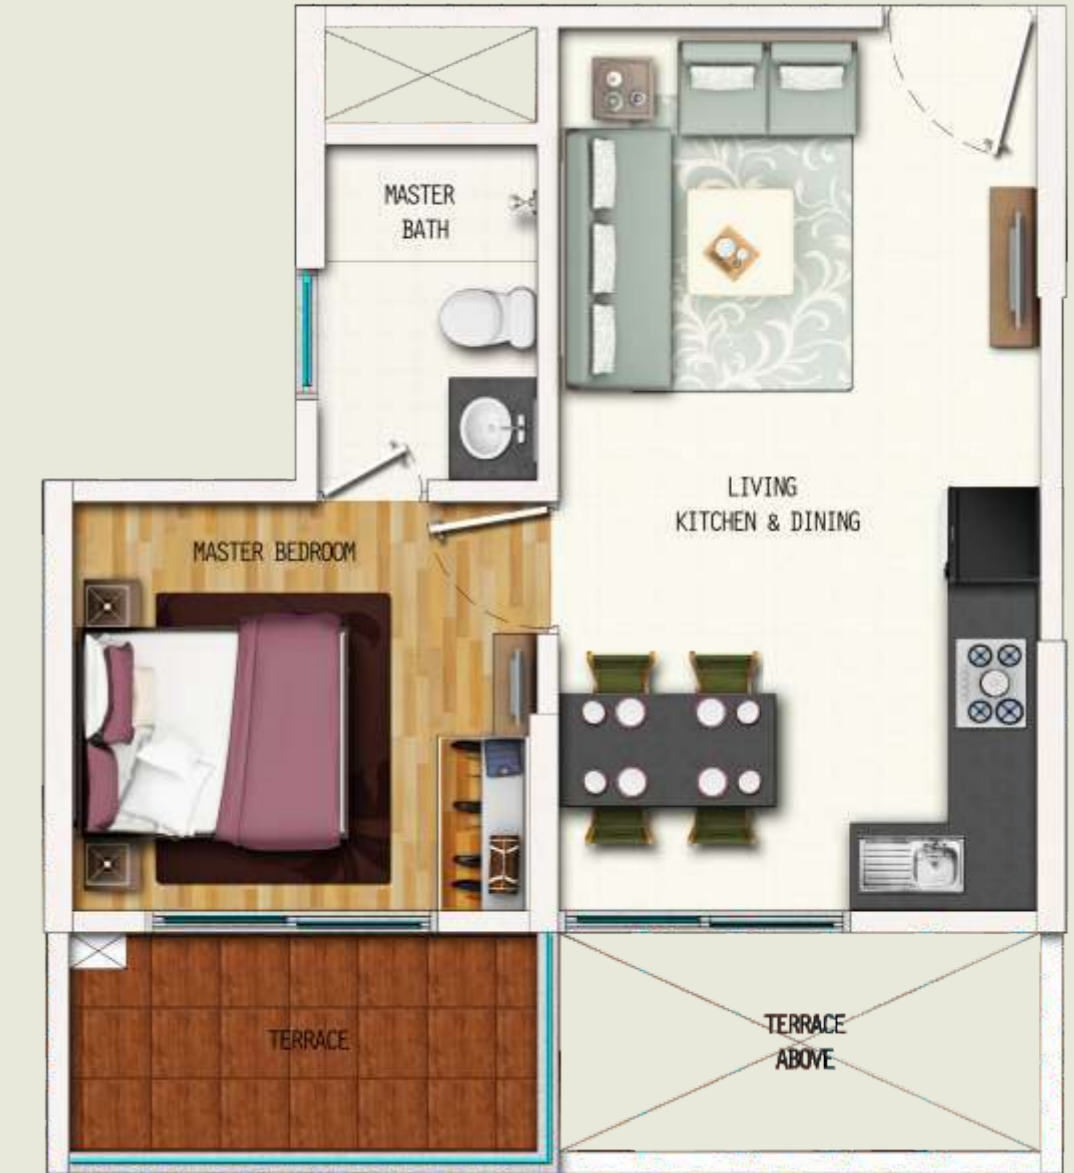 MASTER
BATH
LIVING
KITCHEN & DINING
MASTER BEDROOM
TERRACE
TERRACE
ABOVE